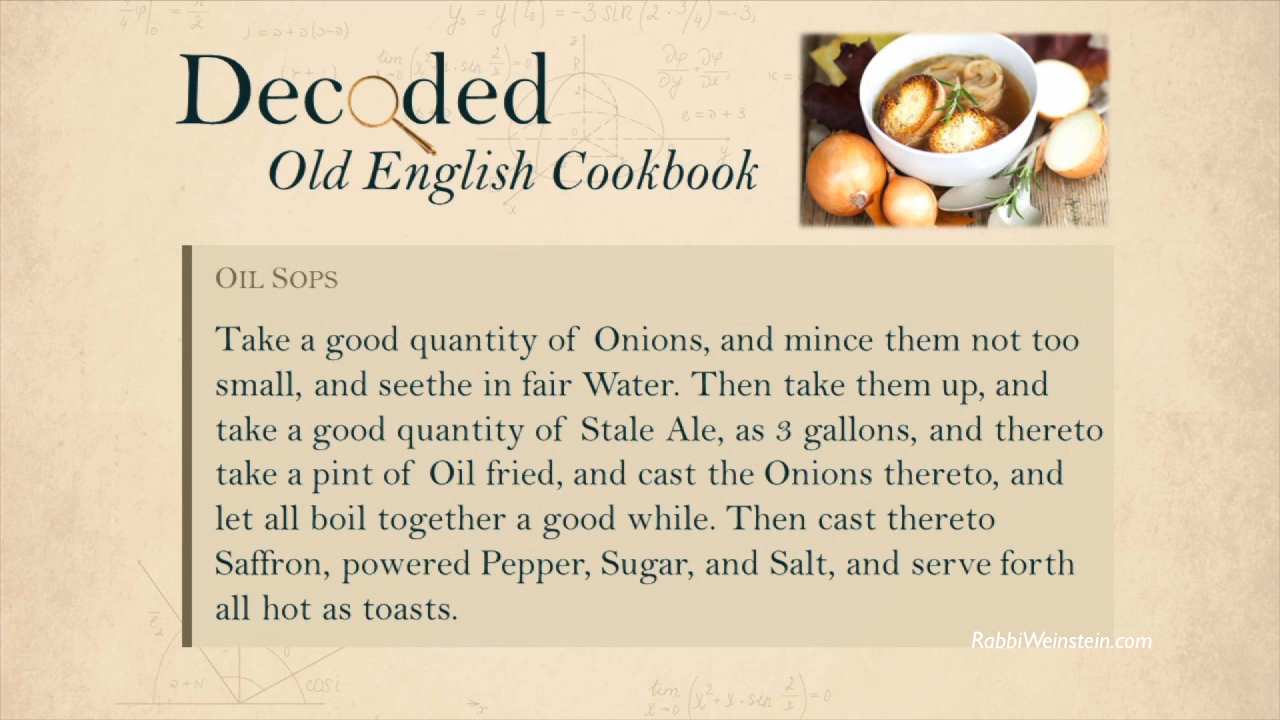 Decoded
Old English Cookbook
OIL SOPS
Take a good quantity of Onions, and mince them not too
small, and seethe in fair Water. Then take them up, and
take a good quantity of Stale Ale, as 3 gallons, and thereto
take a pint of Oil fried, and cast the Onions thereto, and
let all boil together a good while. Then cast thereto
Saffron, powered Pepper, Sugar, and Salt, and serve forth
all hot as toasts.
RabbiWeinstein.com